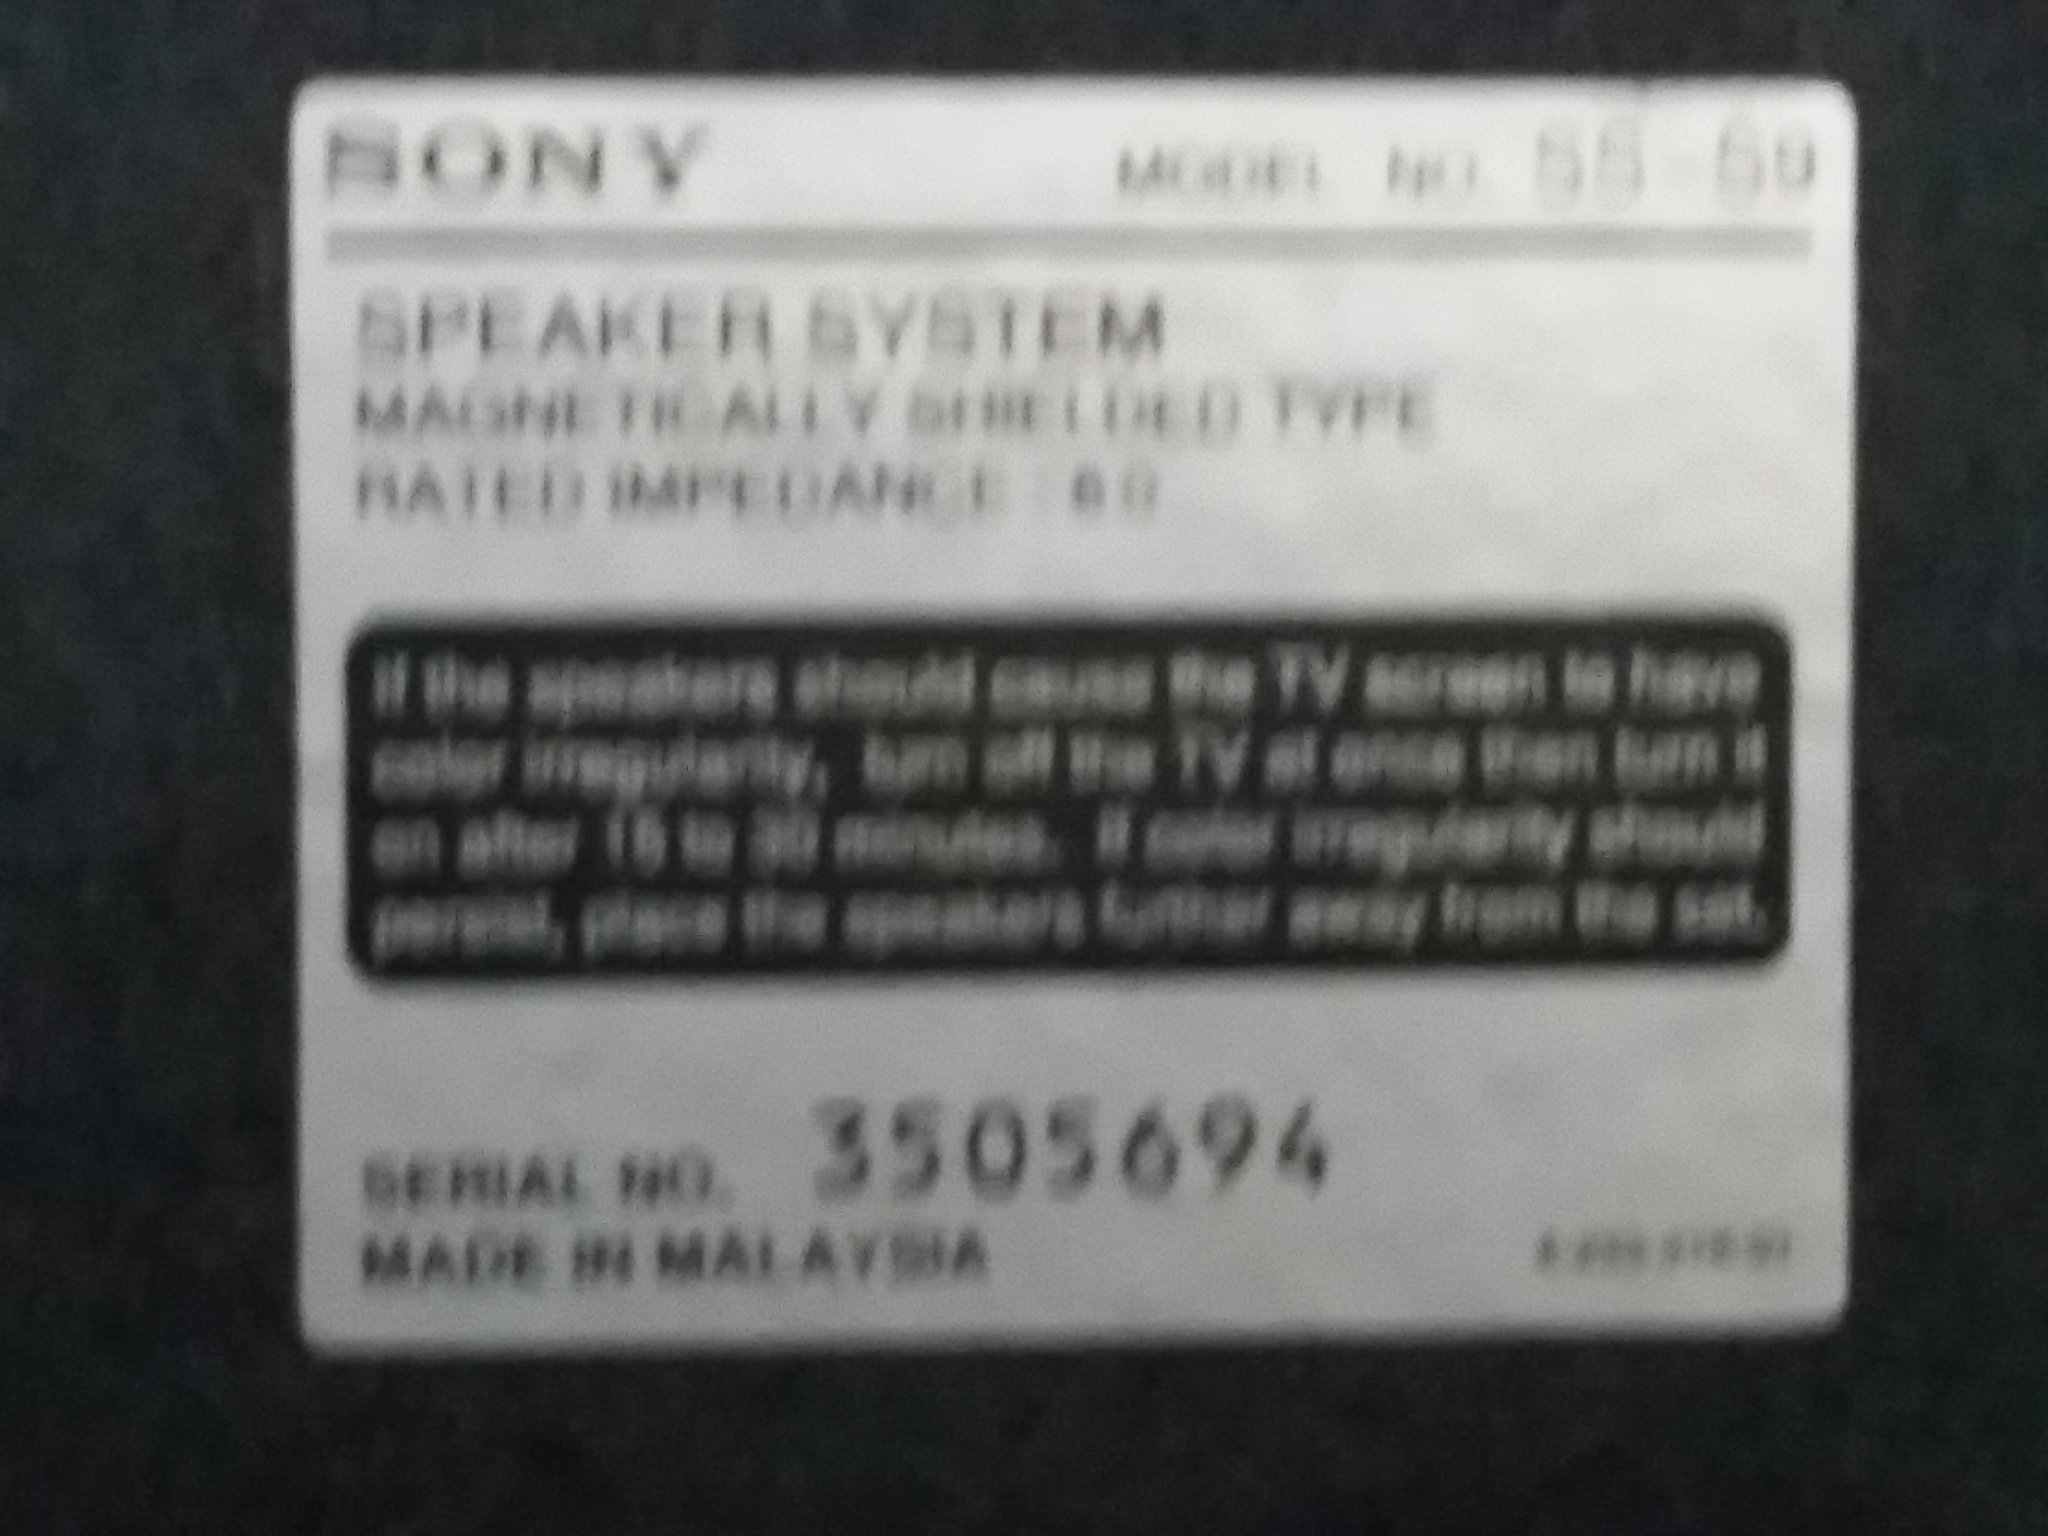 SONY MODEL NO.
SPEAKER SYSTEM
MAGNETICALLY SHIELDED TYPE
RATED IMPEDANCE
If the speakers should cause the TV screen to have
color irregularity, turn off the TV at once then turn it
on after 15 to 30 minutes. If color irregularity should
persist, place the speakers further away from the set.
SERIAL NO. 3505694
MADE IN MALAYSIA